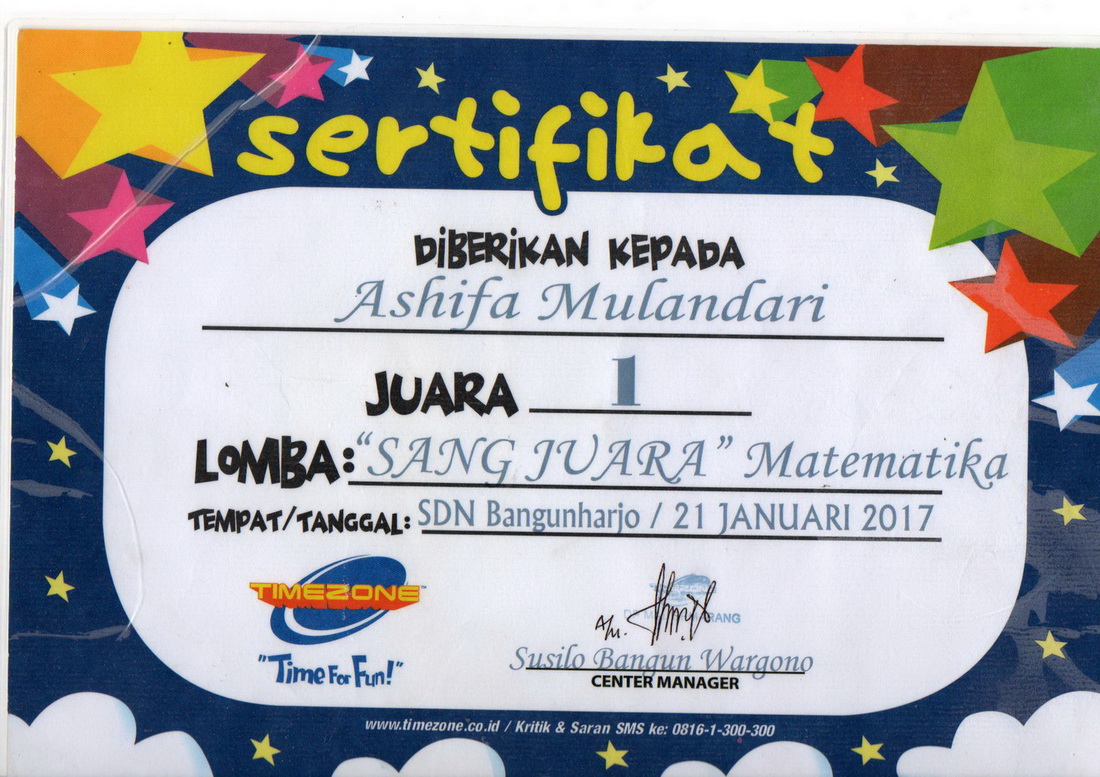 sertifikat
DIBERIKAN KEPADA
Ashifa Mulandari
JUARA 1
LOMBA: "SANG JUARA" Matematika
TEMPAT/TANGGAL: SDN Bangunharjo / 21 JANUARI 2017
TIMEZONE™
"Time For Fun!"
Susilo Bangun Wargono
CENTER MANAGER
www.timezone.co.id / Kritik & Saran SMS ke: 0816-1-300-300